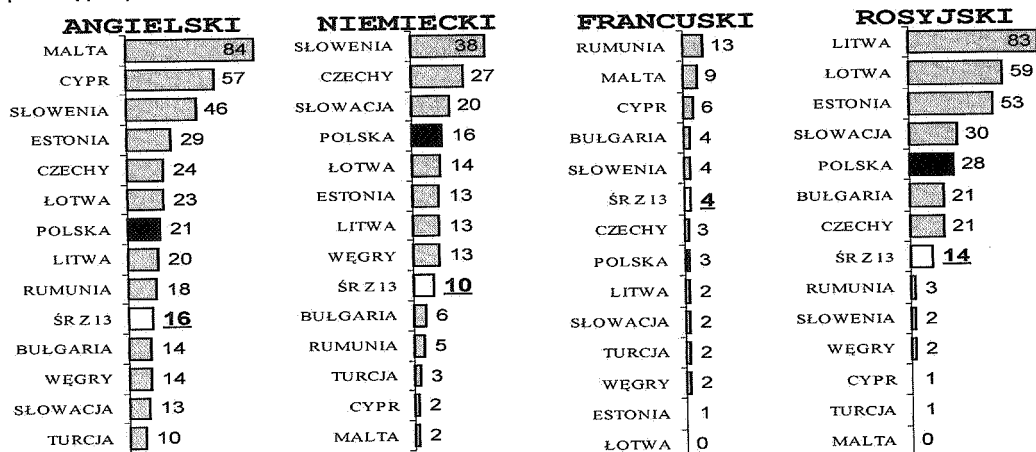 ANGIELSKI
MALTA 84
CYPR 57
SŁOWENIA 46
ESTONIA 29
CZECHY 24
ŁOTWA 23
POLSKA 21
LITWA 20
RUMUNIA 18
ŚR Z 13 16
BUŁGARIA 14
WĘGRY 14
SŁOWACJA 13
TURCJA 10
NIEMIECKI
SŁOWENIA 38
CZECHY 27
SŁOWACJA 20
POLSKA 16
ŁOTWA 14
ESTONIA 13
LITWA 13
WĘGRY 13
ŚR Z 13 10
BUŁGARIA 6
RUMUNIA 5
TURCJA 3
CYPR 2
MALTA 2
FRANCUSKI
RUMUNIA 13
MALTA 9
CYPR 6
BUŁGARIA 4
SŁOWENIA 4
ŚR Z 13 4
CZECHY 3
POLSKA 3
LITWA 2
SŁOWACJA 2
TURCJA 2
WĘGRY 2
ESTONIA 1
ŁOTWA 0
ROSYJSKI
LITWA 83
ŁOTWA 59
ESTONIA 53
SŁOWACJA 30
POLSKA 28
BUŁGARIA 21
CZECHY 21
ŚR Z 13 14
RUMUNIA 3
SŁOWENIA 2
WĘGRY 2
CYPR 1
TURCJA 1
MALTA 0